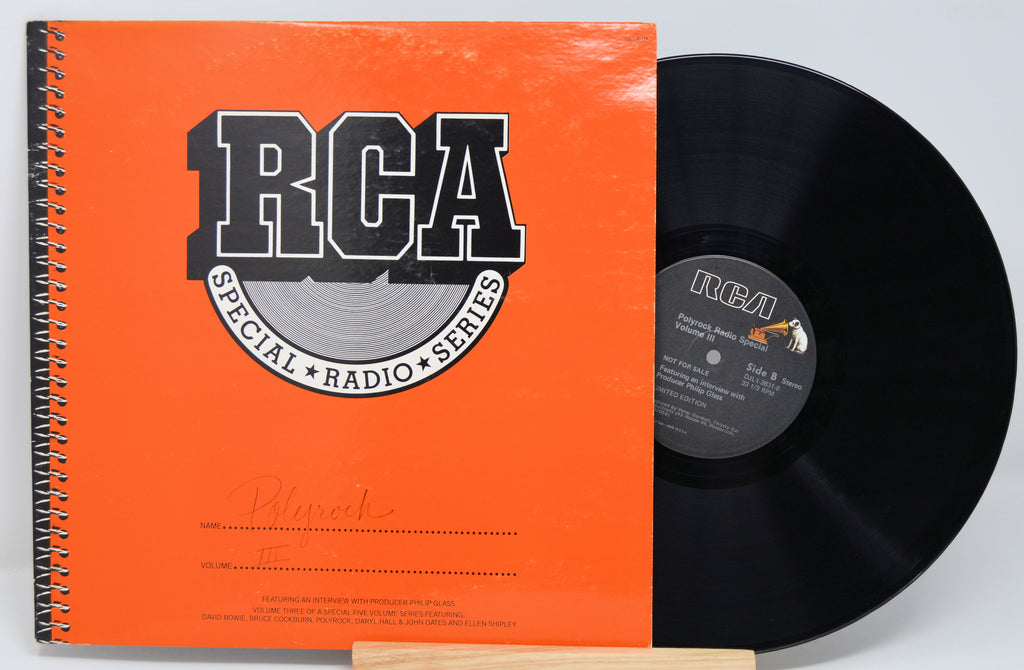 RCA
SPECIAL ★ RADIO ★ SERIES
NAME Polyrock
VOLUME III
FEATURING AN INTERVIEW WITH PRODUCER PHILIP GLASS
VOLUME THREE OF A SPECIAL FIVE VOLUME SERIES FEATURING:
DAVID BOWIE, BRUCE COCKBURN, POLYROCK, DARYL HALL & JOHN OATES AND ELLEN SHIPLEY
RCA
Polyrock Radio Special
Volume III
NOT FOR SALE
Side B Stereo
DJL1-3831-B
33 1/3 RPM
Featuring an interview with
Producer Philip Glass
LIMITED EDITION